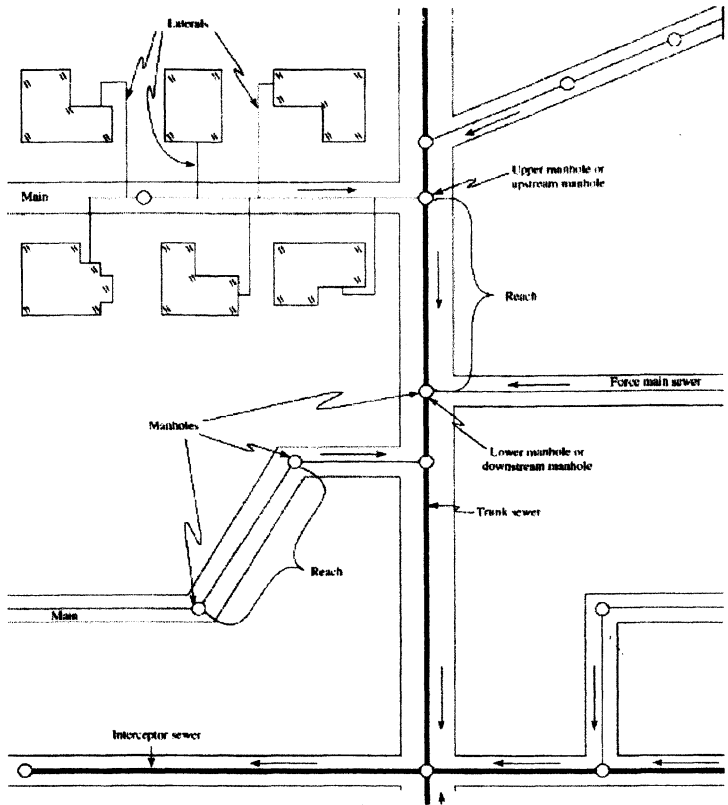 Laterals
Main
Upper manhole or
upstream manhole
Reach
Force main sewer
Manholes
Lower manhole or
downstream manhole
Trunk sewer
Reach
Main
Interceptor sewer